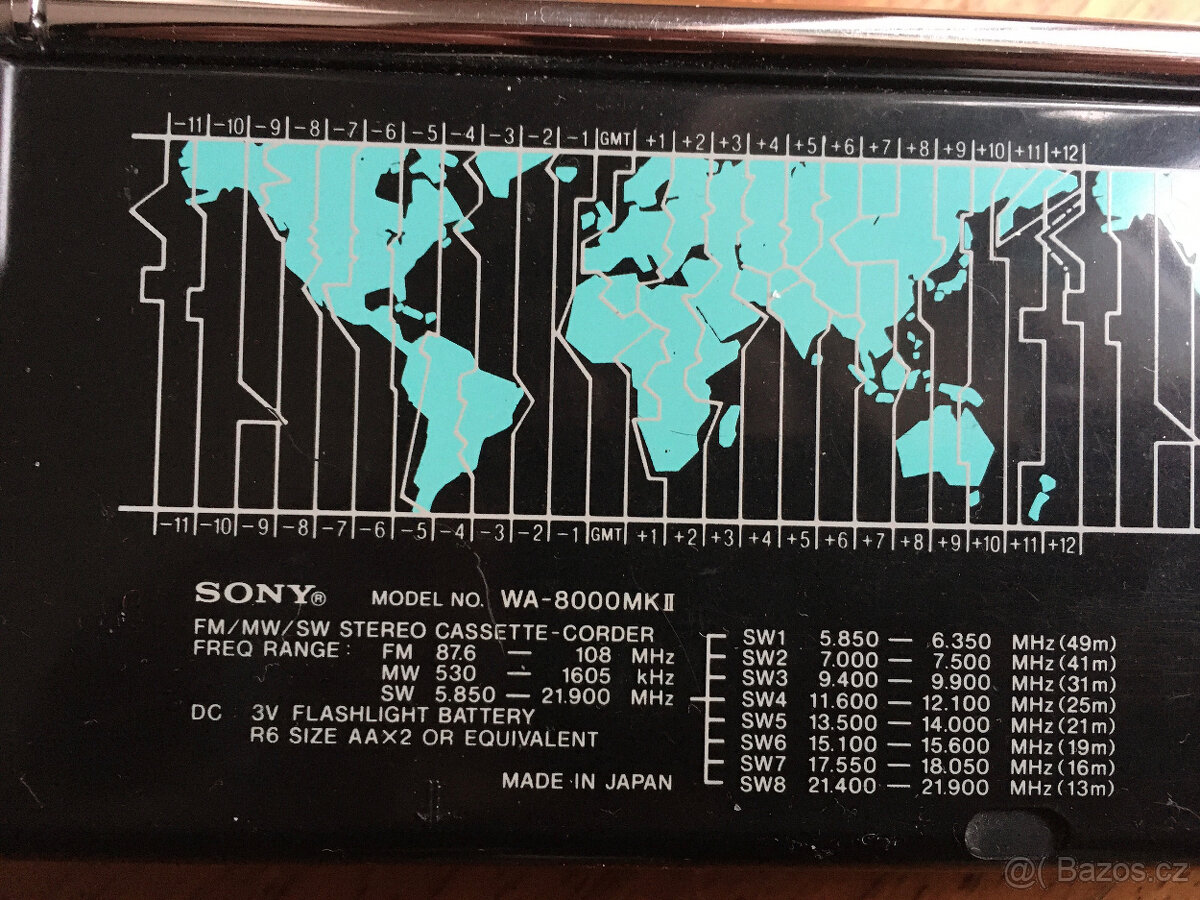 -11 -10 -9 -8 -7 -6 -5 -4 -3 -2 -1 GMT +1 +2 +3 +4 +5 +6 +7 +8 +9 +10 +11 +12
-11 -10 -9 -8 -7 -6 -5 -4 -3 -2 -1 GMT +1 +2 +3 +4 +5 +6 +7 +8 +9 +10 +11 +12
SONY® MODEL NO. WA-8000MKⅡ
FM/MW/SW STEREO CASSETTE-CORDER
FREQ RANGE: FM 87.6 — 108 MHz
MW 530 — 1605 kHz
SW 5.850 — 21.900 MHz
DC 3V FLASHLIGHT BATTERY
R6 SIZE AA×2 OR EQUIVALENT
MADE IN JAPAN
SW1 5.850 — 6.350 MHz (49m)
SW2 7.000 — 7.500 MHz (41m)
SW3 9.400 — 9.900 MHz (31m)
SW4 11.600 — 12.100 MHz (25m)
SW5 13.500 — 14.000 MHz (21m)
SW6 15.100 — 15.600 MHz (19m)
SW7 17.550 — 18.050 MHz (16m)
SW8 21.400 — 21.900 MHz (13m)
@( Bazos.cz